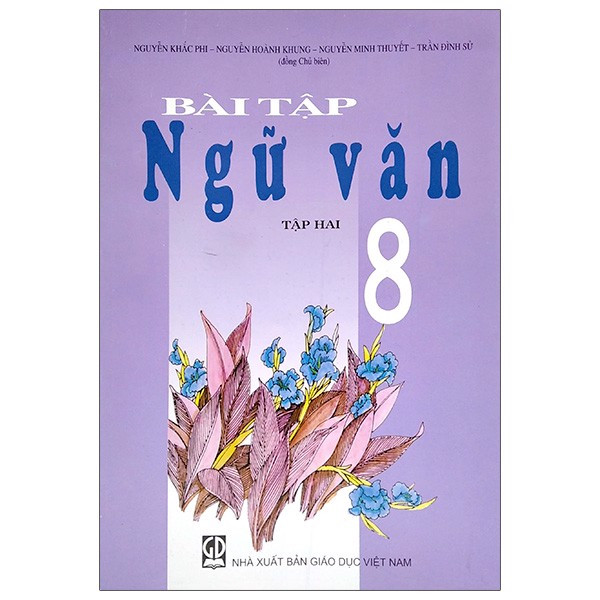 NGUYỄN KHẮC PHI – NGUYỄN HOÀNH KHUNG – NGUYỄN MINH THUYẾT – TRẦN ĐÌNH SỬ
(đồng Chủ biên)
BÀI TẬP
Ngữ văn
TẬP HAI
8
GD
NHÀ XUẤT BẢN GIÁO DỤC VIỆT NAM